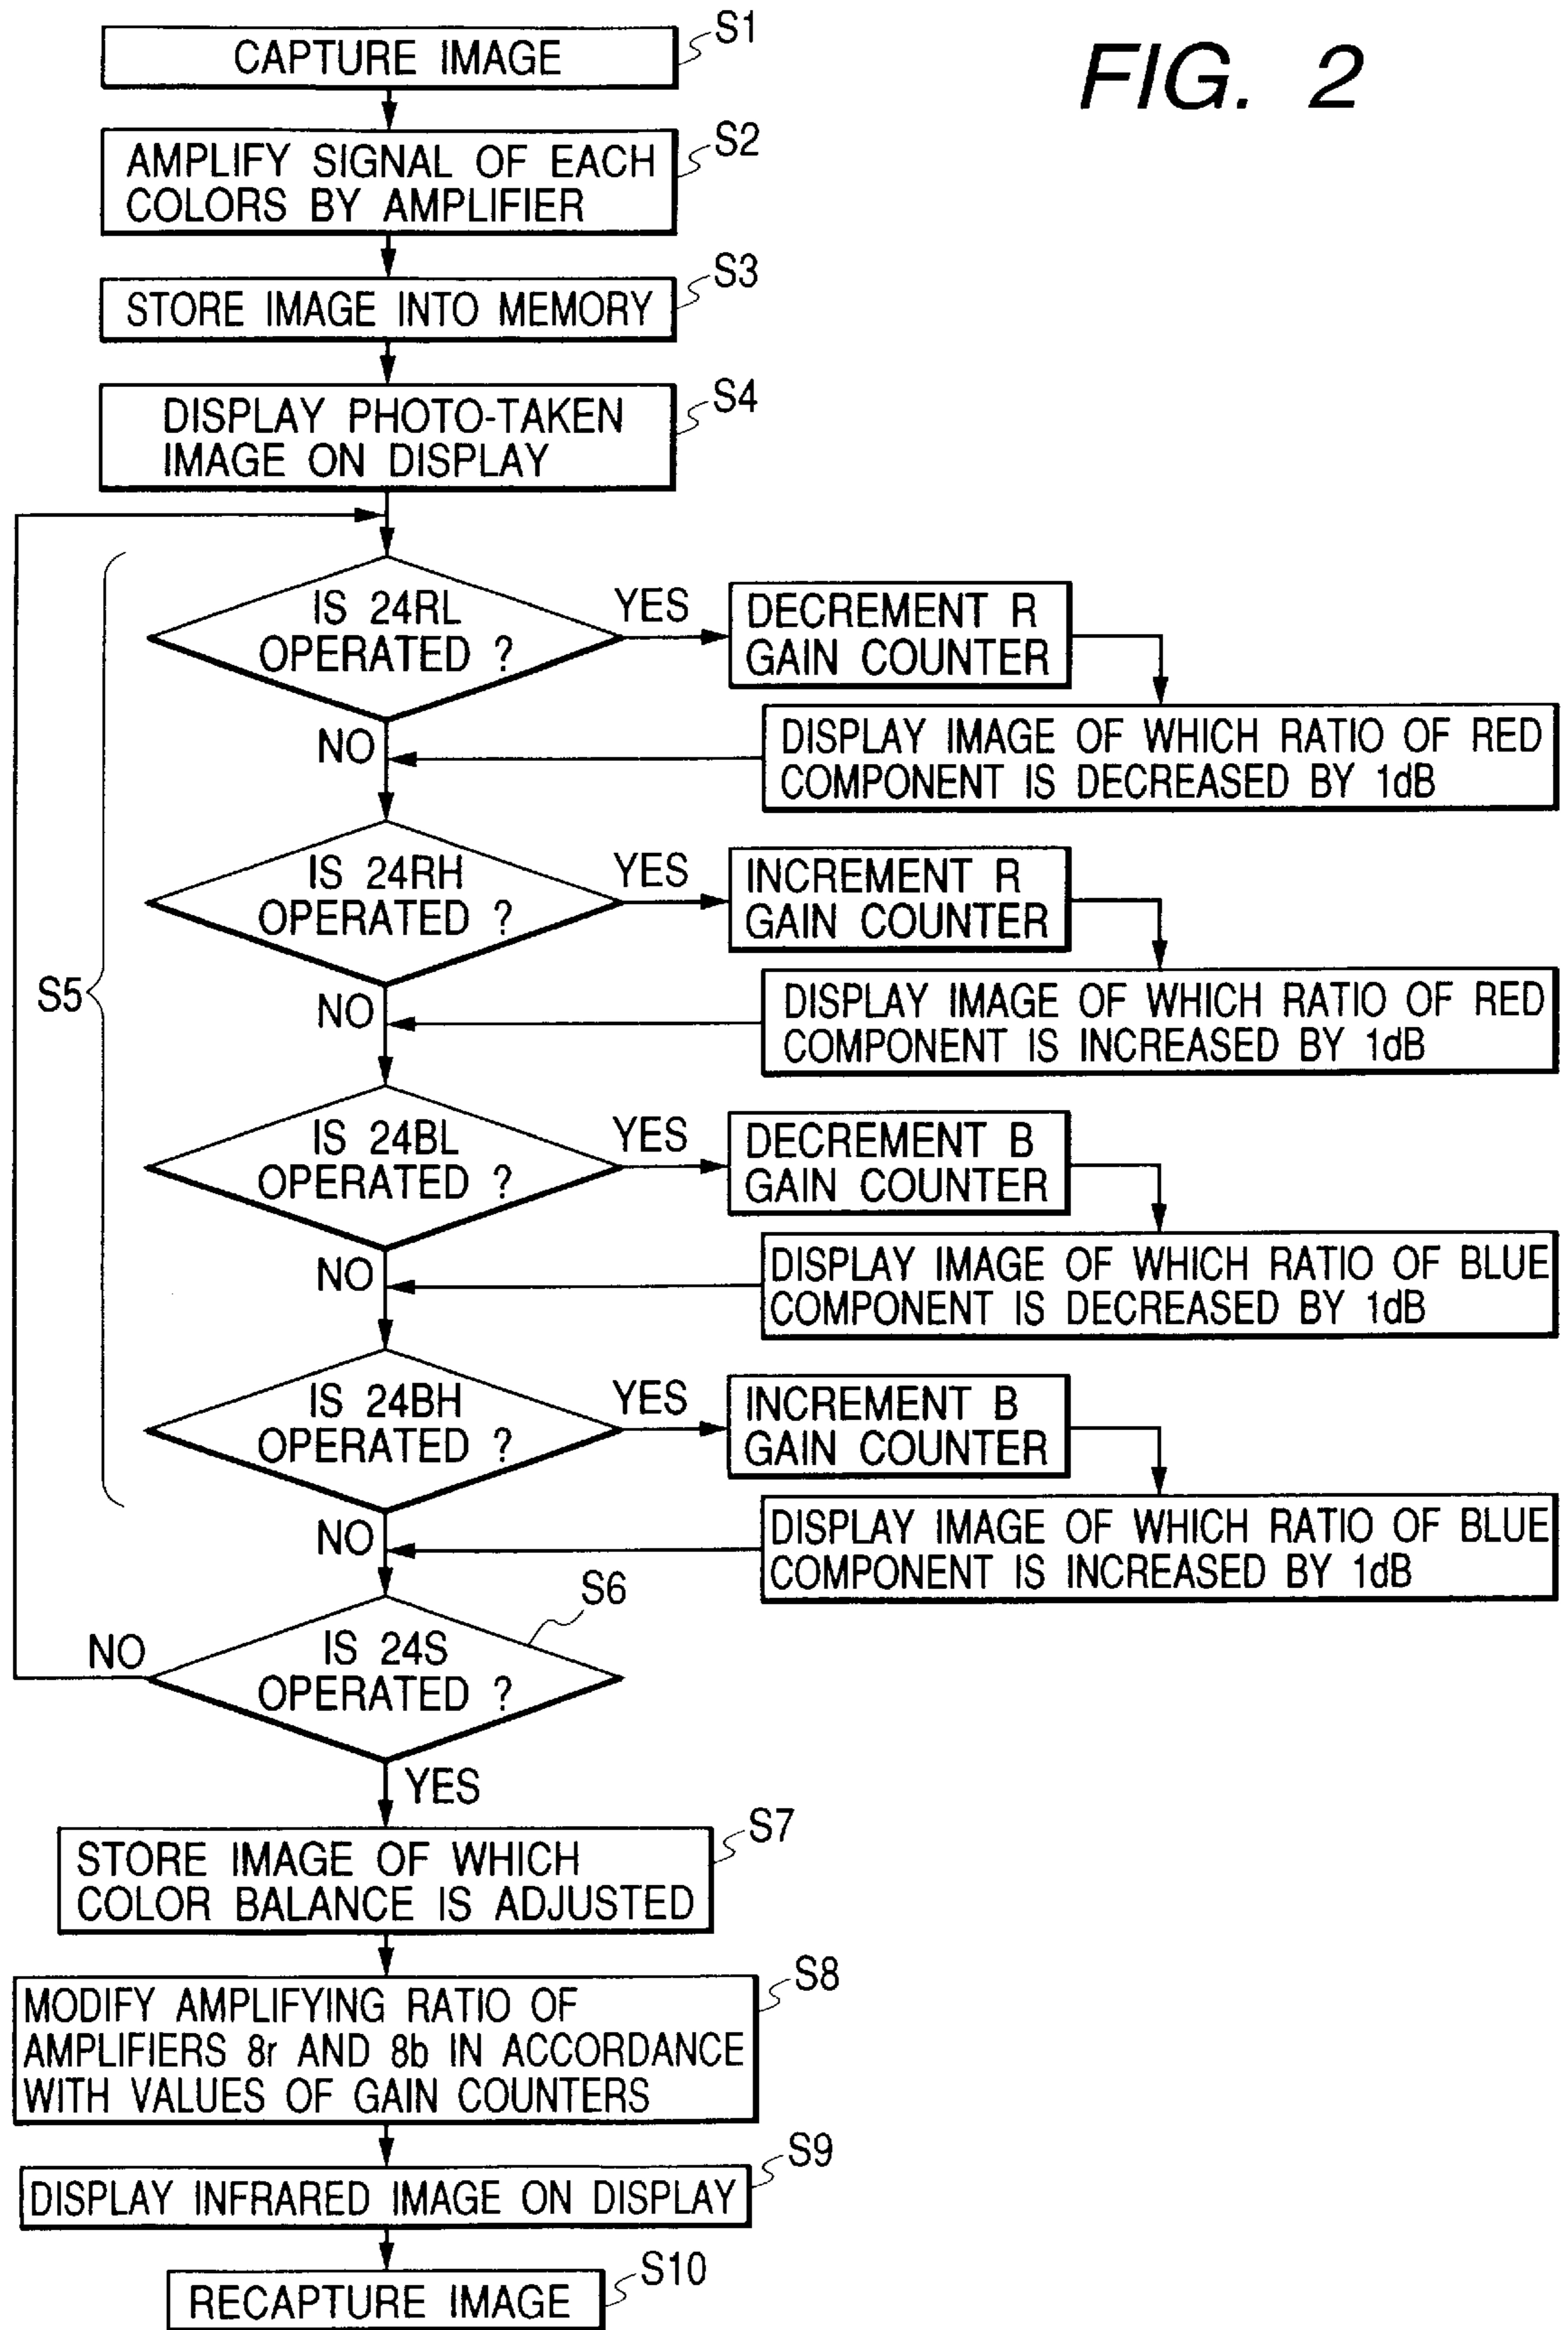 FIG. 2
S1
CAPTURE IMAGE
S2
AMPLIFY SIGNAL OF EACH
COLORS BY AMPLIFIER
S3
STORE IMAGE INTO MEMORY
S4
DISPLAY PHOTO-TAKEN
IMAGE ON DISPLAY
S5
IS 24RL
OPERATED ?
YES
DECREMENT R
GAIN COUNTER
NO
DISPLAY IMAGE OF WHICH RATIO OF RED
COMPONENT IS DECREASED BY 1dB
IS 24RH
OPERATED ?
YES
INCREMENT R
GAIN COUNTER
NO
DISPLAY IMAGE OF WHICH RATIO OF RED
COMPONENT IS INCREASED BY 1dB
IS 24BL
OPERATED ?
YES
DECREMENT B
GAIN COUNTER
NO
DISPLAY IMAGE OF WHICH RATIO OF BLUE
COMPONENT IS DECREASED BY 1dB
IS 24BH
OPERATED ?
YES
INCREMENT B
GAIN COUNTER
NO
DISPLAY IMAGE OF WHICH RATIO OF BLUE
COMPONENT IS INCREASED BY 1dB
S6
NO
IS 24S
OPERATED ?
YES
S7
STORE IMAGE OF WHICH
COLOR BALANCE IS ADJUSTED
S8
MODIFY AMPLIFYING RATIO OF
AMPLIFIERS 8r AND 8b IN ACCORDANCE
WITH VALUES OF GAIN COUNTERS
S9
DISPLAY INFRARED IMAGE ON DISPLAY
S10
RECAPTURE IMAGE